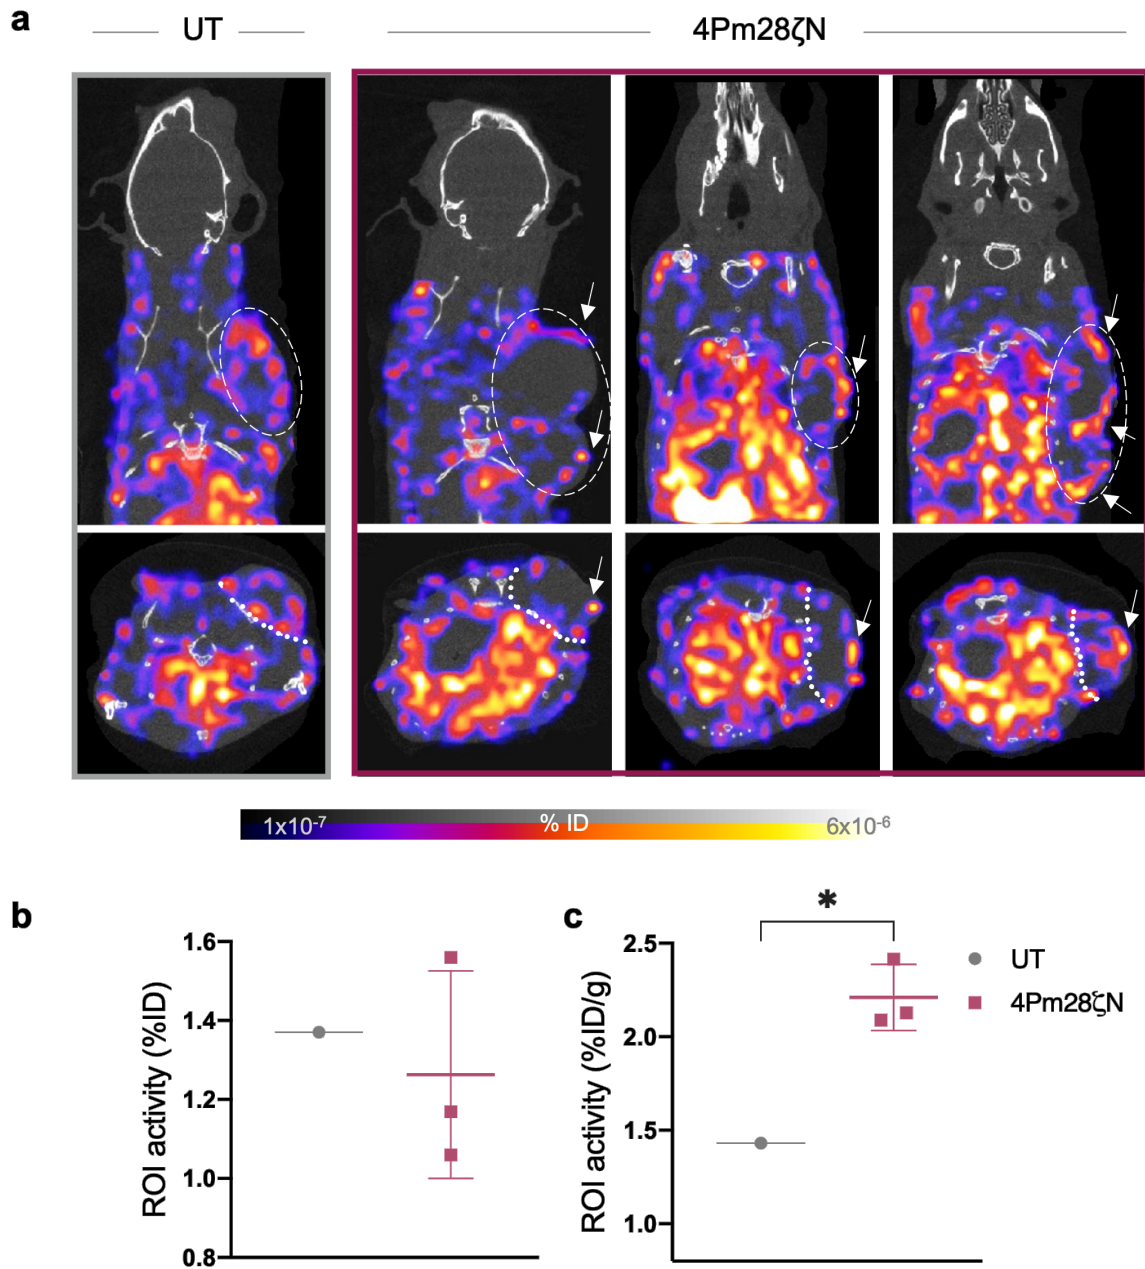 a
UT
4Pm28ζN
1x10⁻⁷
% ID
6x10⁻⁶
b
ROI activity (%ID)
1.6
1.4
1.2
1.0
0.8
c
ROI activity (%ID/g)
2.5
2.0
1.5
1.0
*
UT
4Pm28ζN